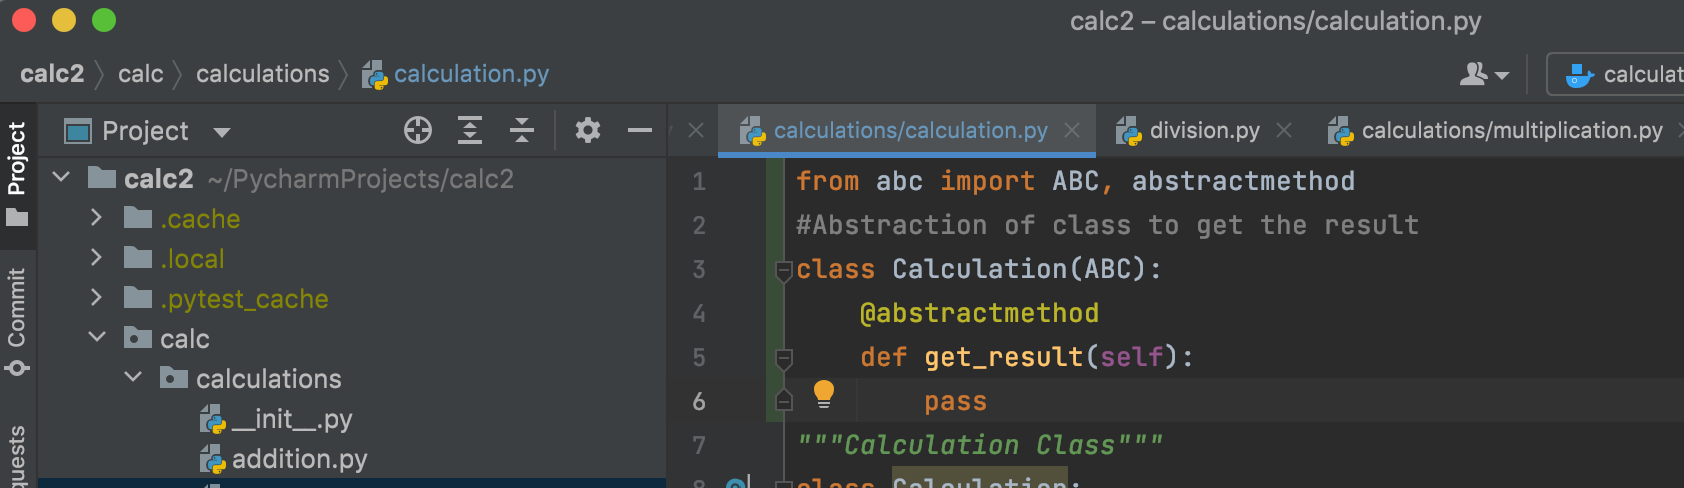 calc2 – calculations/calculation.py
calc2 calc calculations calculation.py
calculat
Project
Project
Commit
quests
calc2 ~/PycharmProjects/calc2
.cache
.local
.pytest_cache
calc
calculations
__init__.py
addition.py
calculations/calculation.py
division.py
calculations/multiplication.py
1 from abc import ABC, abstractmethod
2 #Abstraction of class to get the result
3 class Calculation(ABC):
4 @abstractmethod
5 def get_result(self):
6 pass
7 """Calculation Class"""
8 class Calculation: